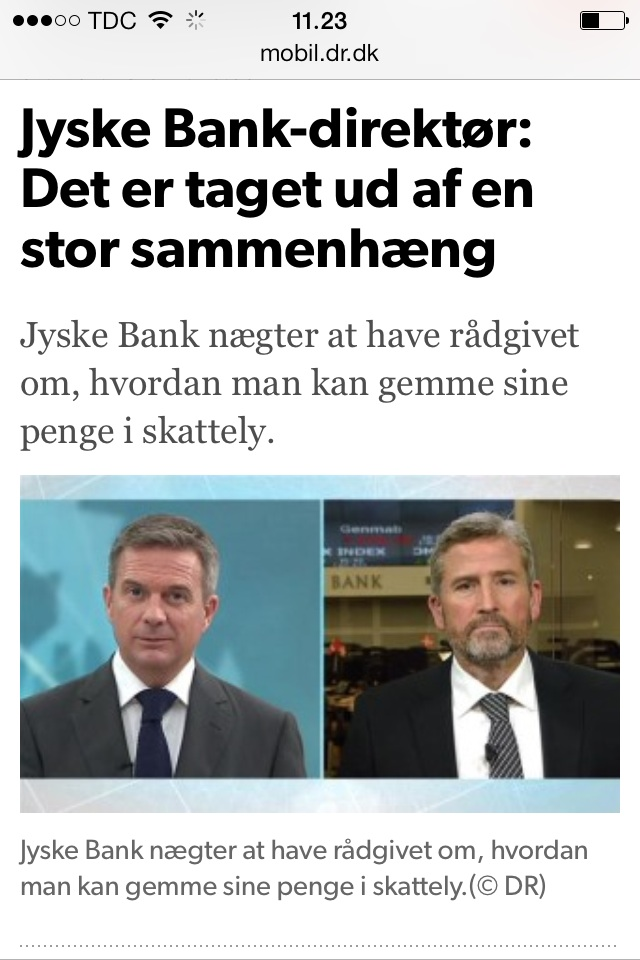 TDC 11.23
mobil.dr.dk
Jyske Bank-direktør:
Det er taget ud af en
stor sammenhæng
Jyske Bank nægter at have rådgivet
om, hvordan man kan gemme sine
penge i skattely.
Genmab
X INDEX
BANK
Jyske Bank nægter at have rådgivet om, hvordan
man kan gemme sine penge i skattely.(© DR)